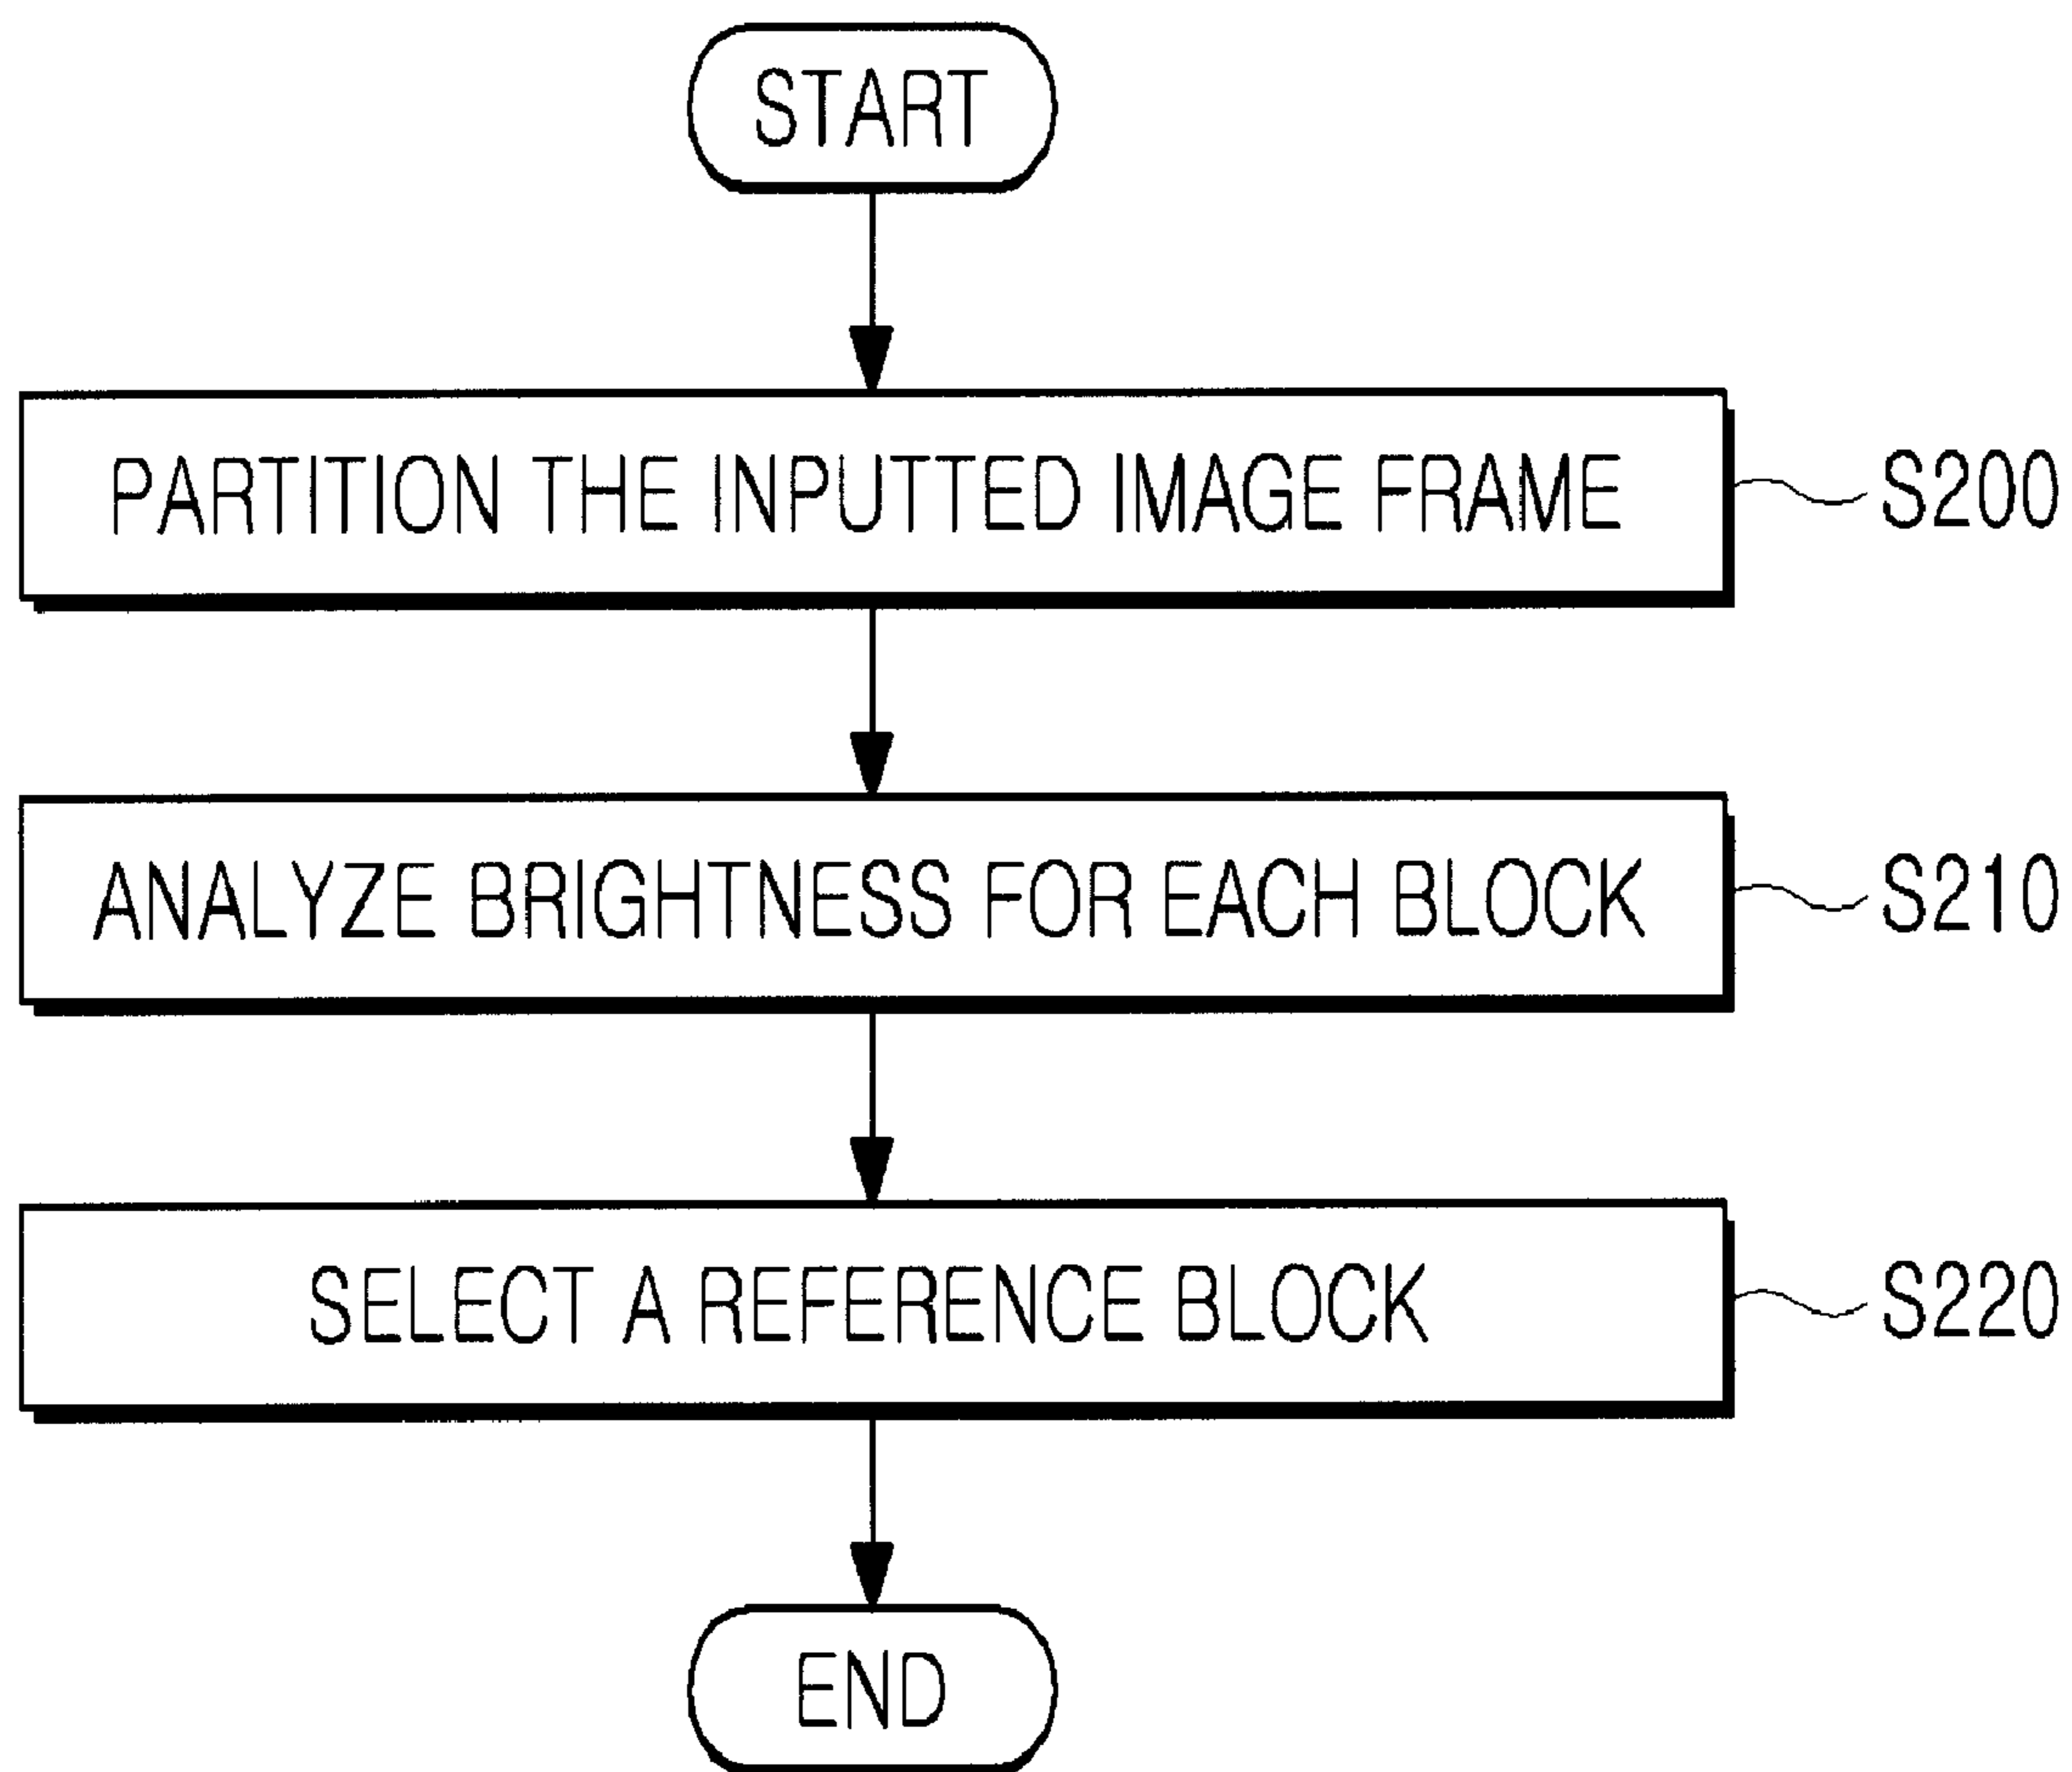 START
PARTITION THE INPUTTED IMAGE FRAME
S200
ANALYZE BRIGHTNESS FOR EACH BLOCK
S210
SELECT A REFERENCE BLOCK
S220
END